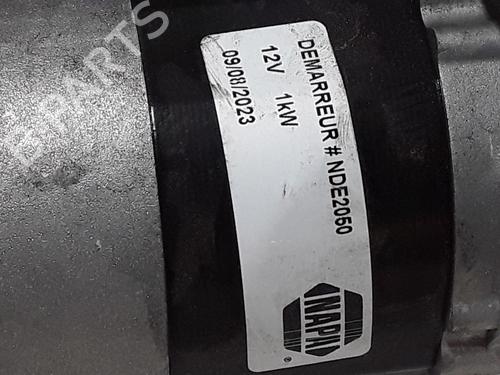 DEMARREUR # NDE2050
12V 1kW
09/08/2023
NAPA
®
PARTS